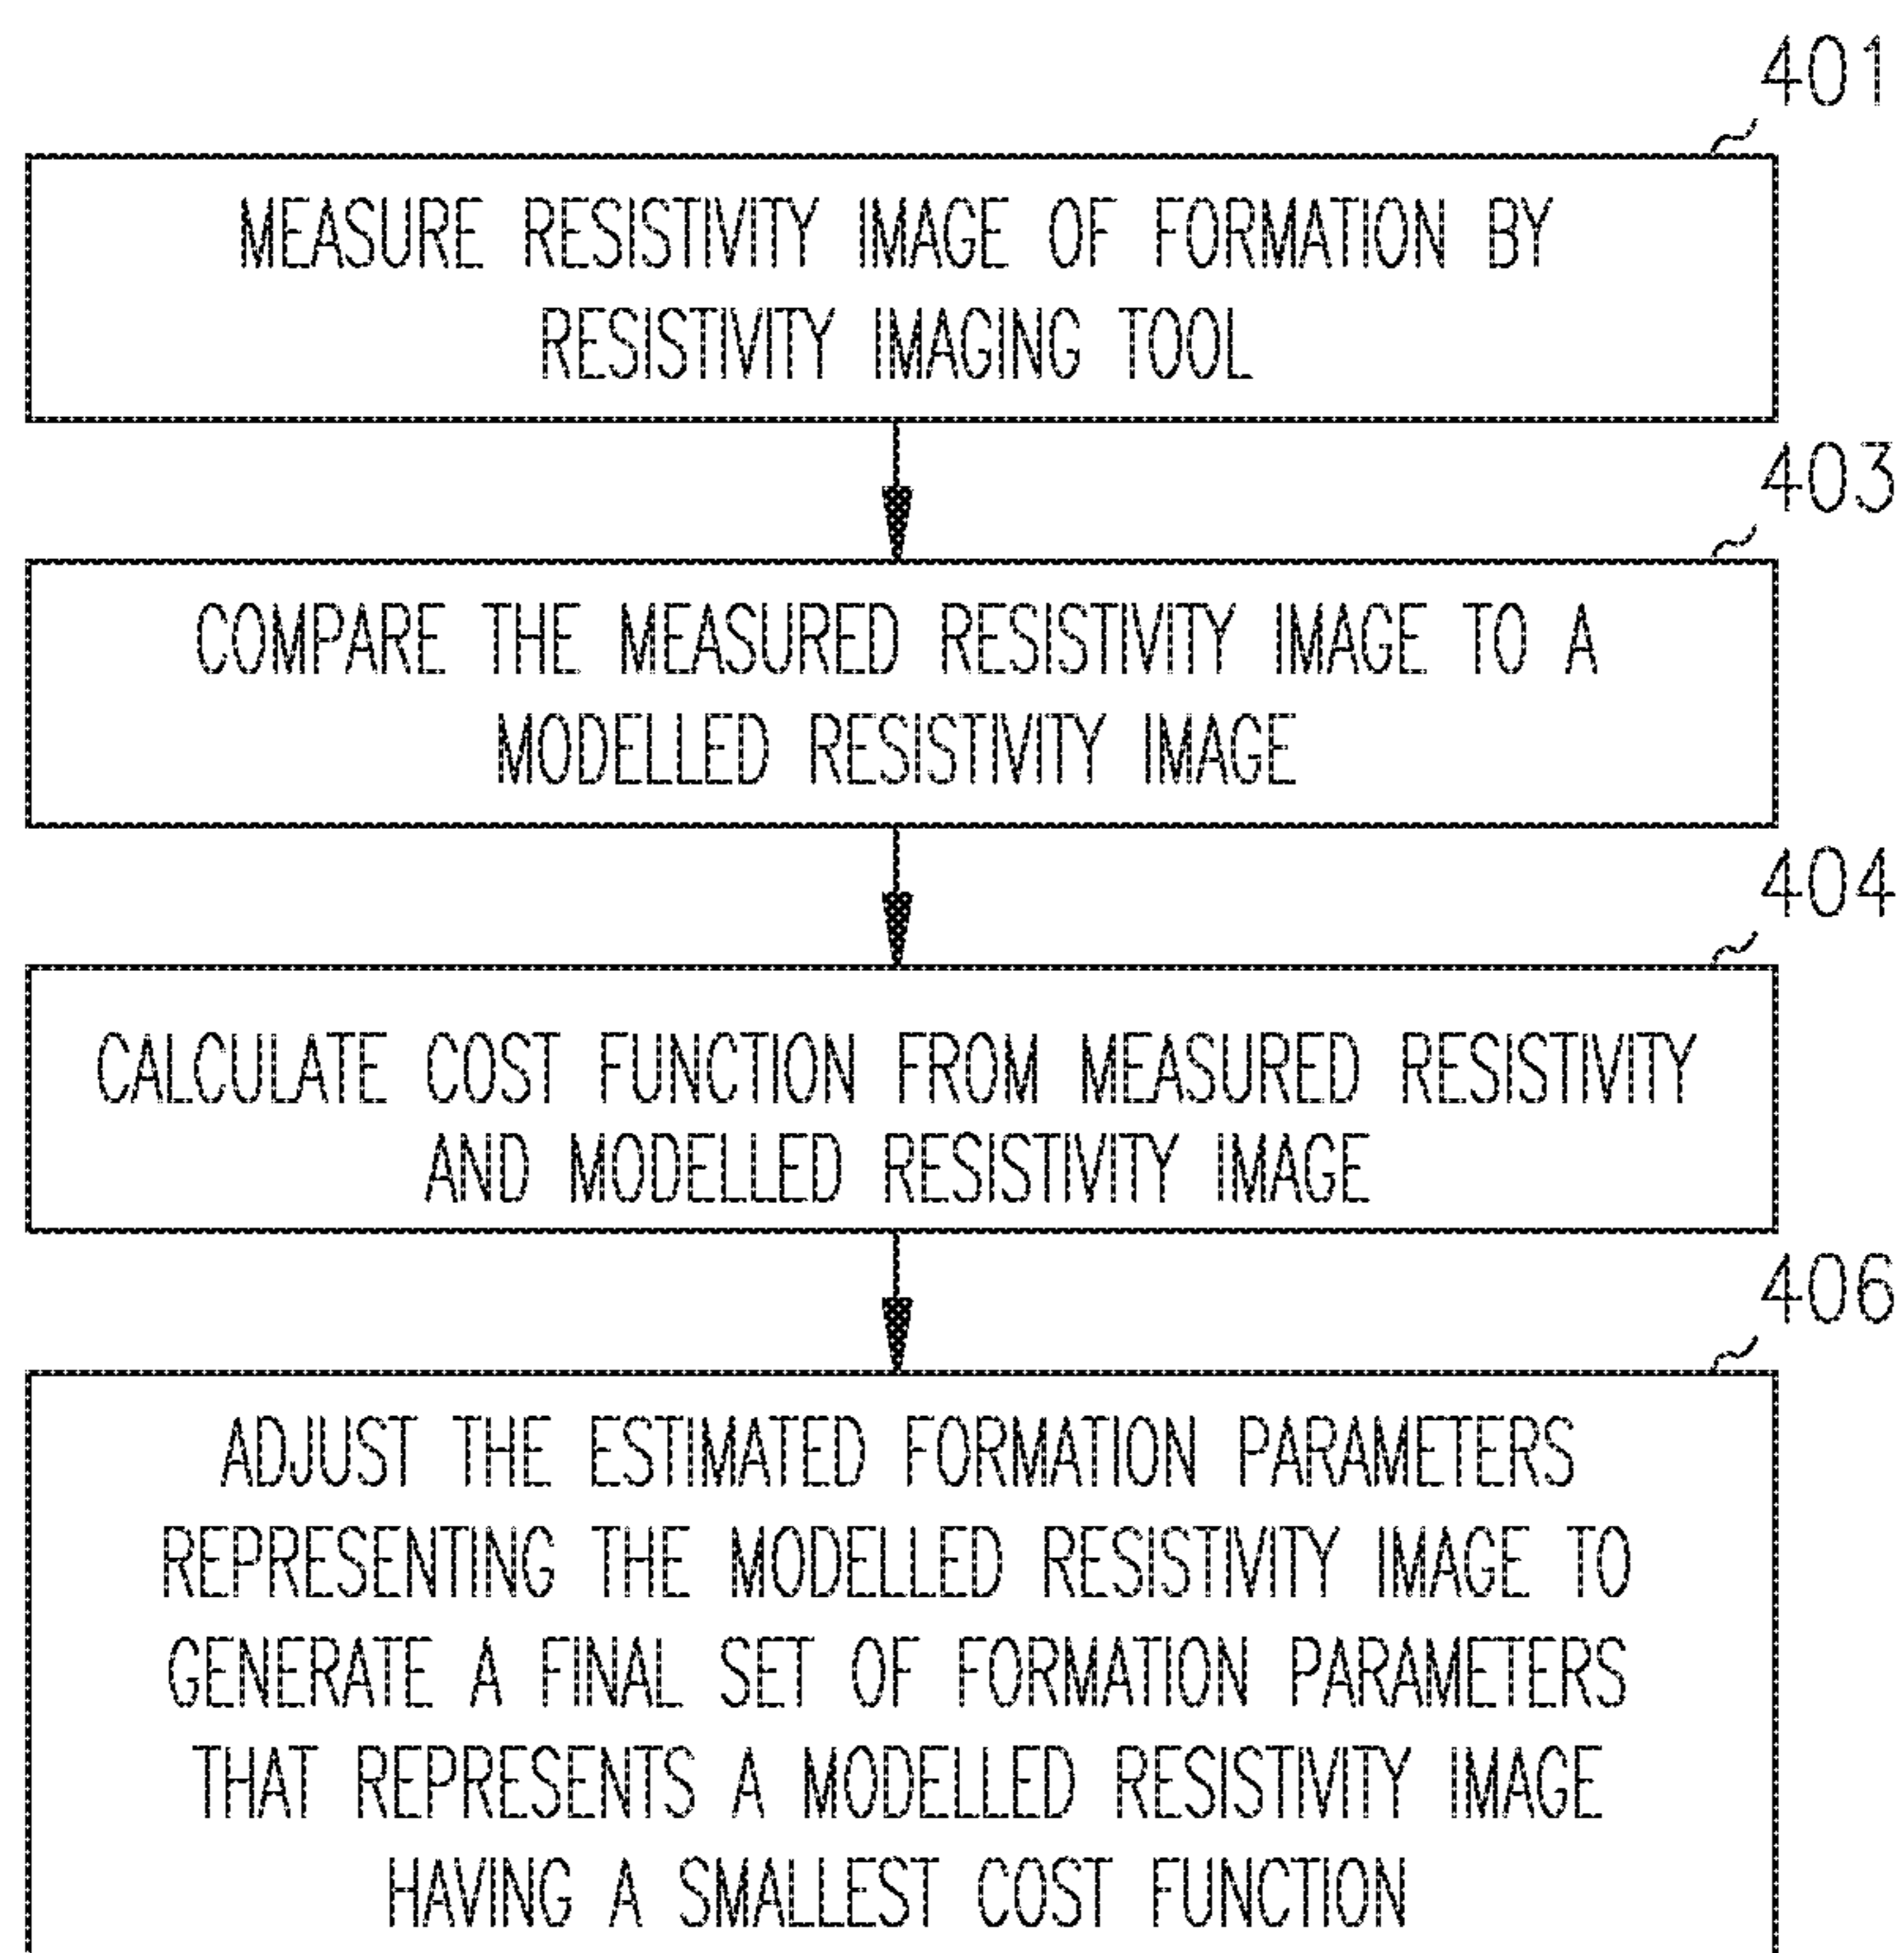 401
MEASURE RESISTIVITY IMAGE OF FORMATION BY
RESISTIVITY IMAGING TOOL
403
COMPARE THE MEASURED RESISTIVITY IMAGE TO A
MODELLED RESISTIVITY IMAGE
404
CALCULATE COST FUNCTION FROM MEASURED RESISTIVITY
AND MODELLED RESISTIVITY IMAGE
406
ADJUST THE ESTIMATED FORMATION PARAMETERS
REPRESENTING THE MODELLED RESISTIVITY IMAGE TO
GENERATE A FINAL SET OF FORMATION PARAMETERS
THAT REPRESENTS A MODELLED RESISTIVITY IMAGE
HAVING A SMALLEST COST FUNCTION